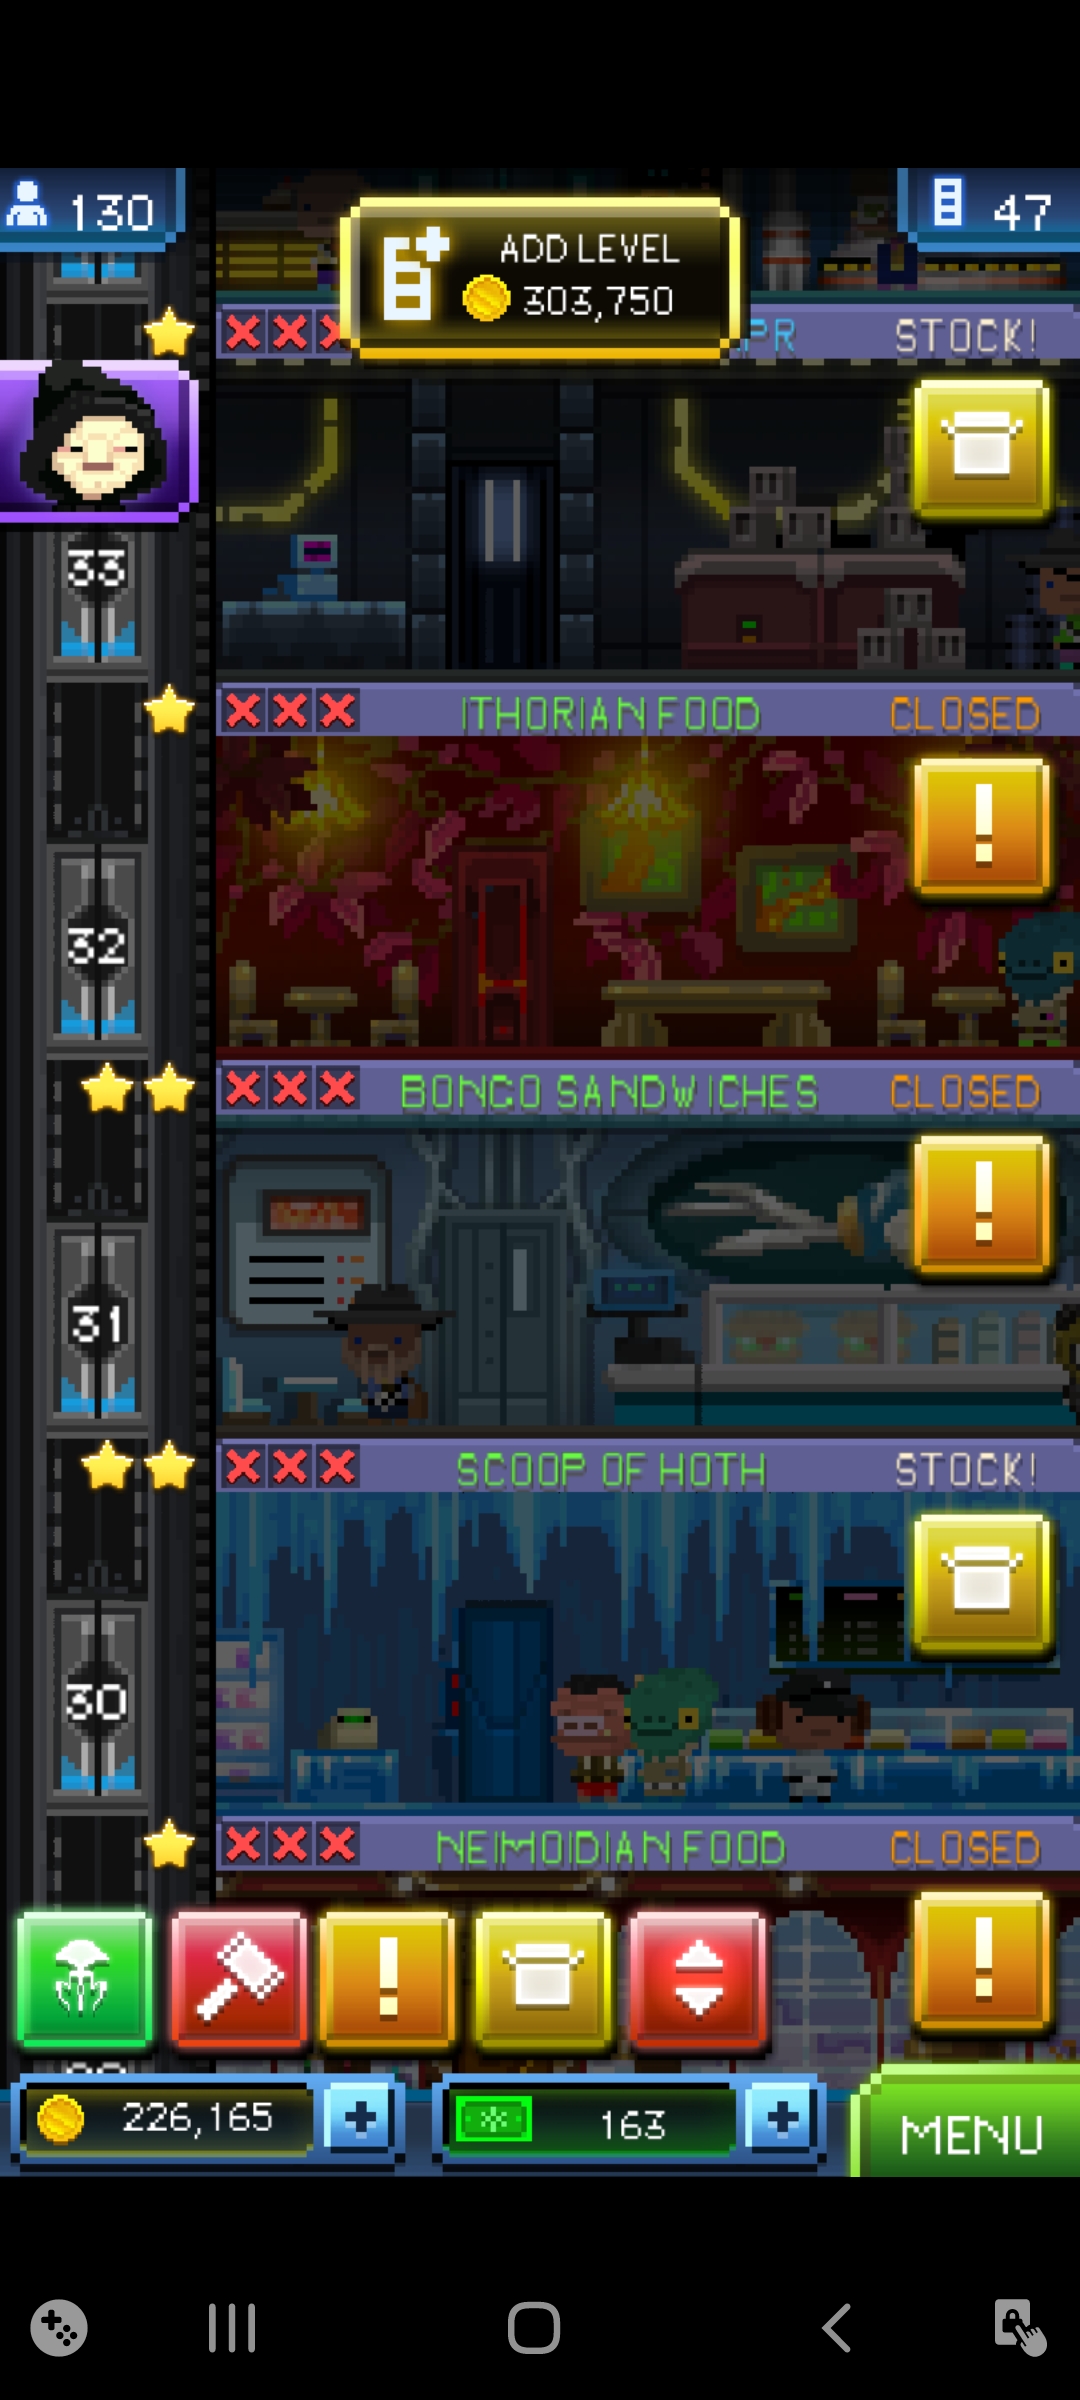 130
ADD LEVEL
303,750
47
PR STOCK!
33
ITHORIAN FOOD CLOSED
32
BONGO SANDWICHES CLOSED
31
SCOOP OF HOTH STOCK!
30
NEIMOIDIAN FOOD CLOSED
226,165
163
MENU